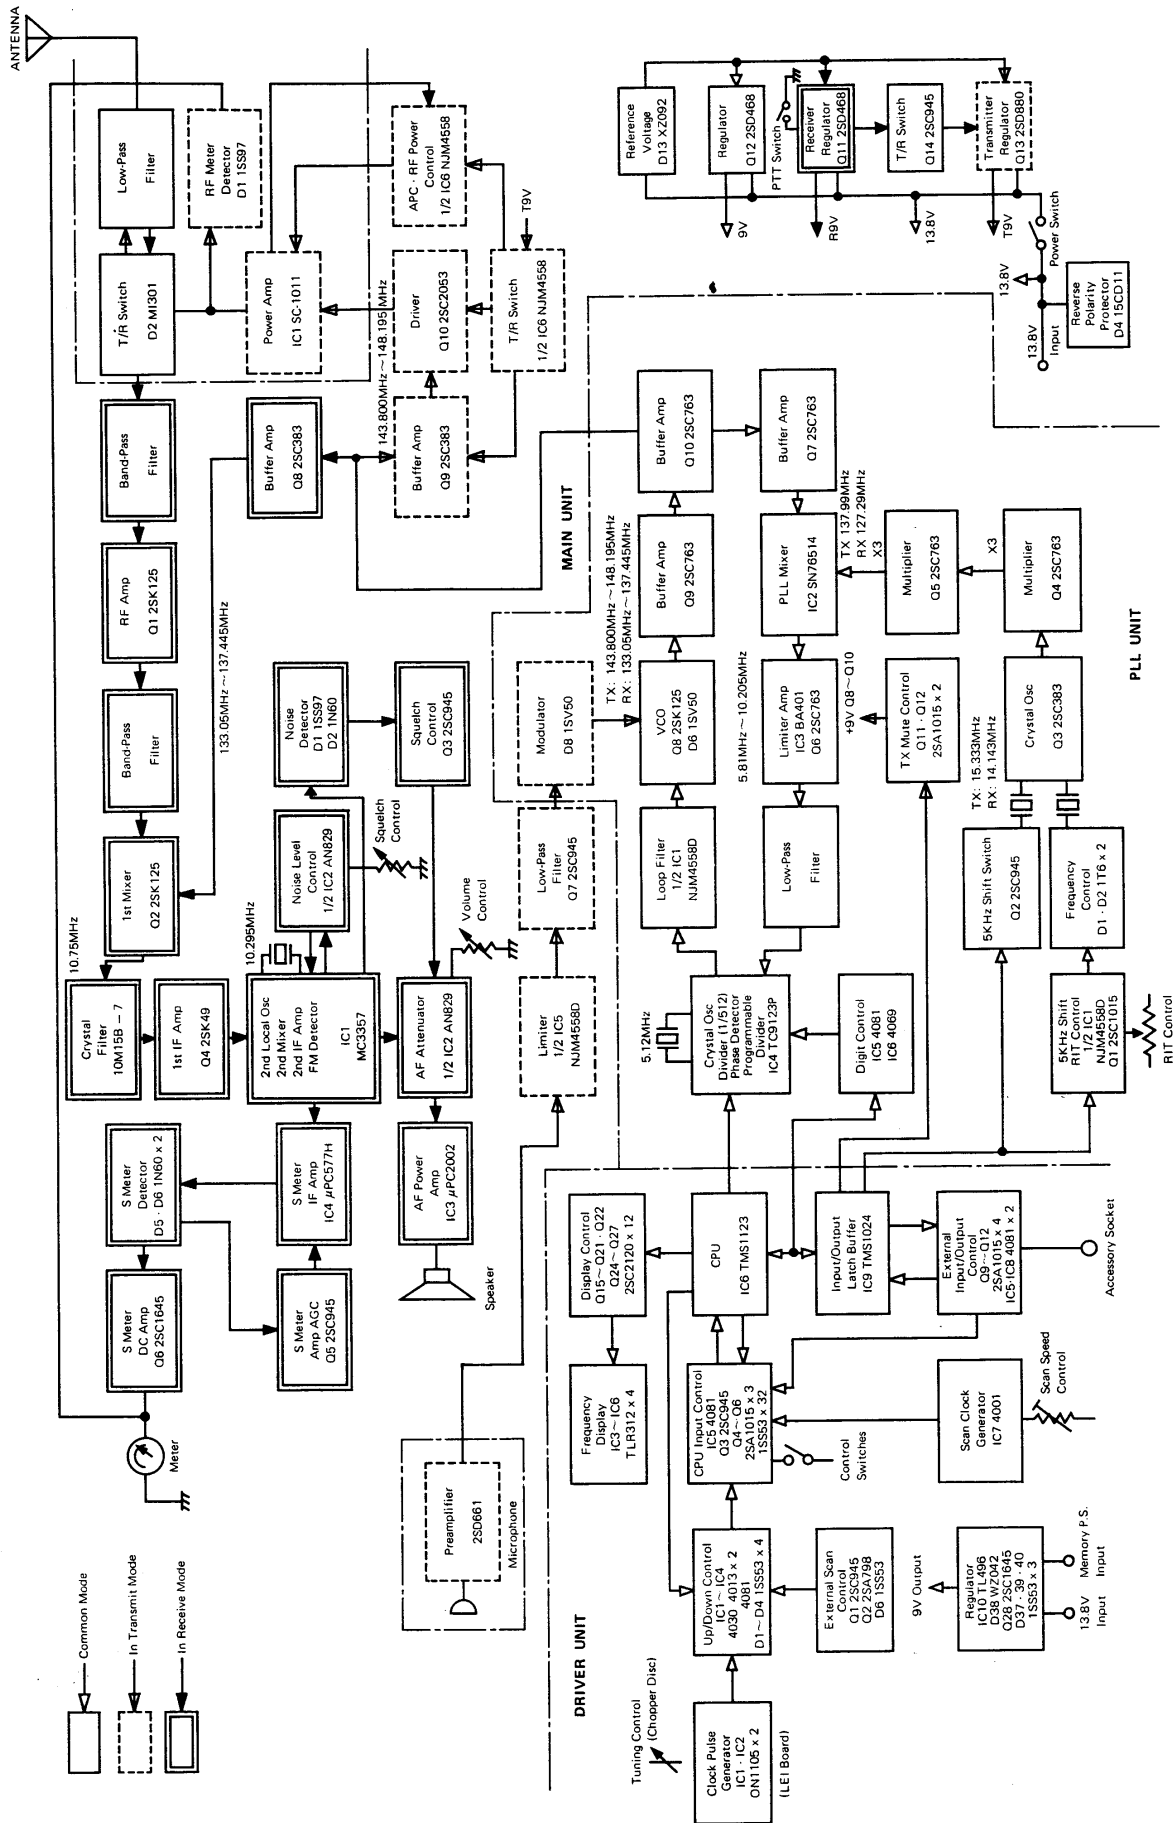 ANTENNA
Low-Pass
Filter
T/R Switch
D2 MI301
RF Meter
Detector
D1 1SS97
Power Amp
IC1 SC-1011
APC · RF Power
Control
1/2 IC6 NJM4558
Driver
Q10 2SC2053
T/R Switch
1/2 IC6 NJM4558
T9V
143.800MHz~148.195MHz
Band-Pass
Filter
RF Amp
Q1 2SK125
Band-Pass
Filter
1st Mixer
Q2 2SK125
133.05MHz~137.445MHz
Buffer Amp
Q8 2SC383
Buffer Amp
Q9 2SC383
MAIN UNIT
10.75MHz
Crystal
Filter
10M15B – 7
1st IF Amp
Q4 2SK49
2nd Local Osc
2nd Mixer
2nd IF Amp
FM Detector
IC1
MC3357
10.295MHz
Noise Level
Control
1/2 IC2 AN829
Noise
Detector
D1 1SS97
D2 1N60
Squelch
Control
Q3 2SC945
Squelch
Control
AF Attenuator
1/2 IC2 AN829
Volume
Control
S Meter
Detector
D5 · D6 1N60 x 2
S Meter
IF Amp
IC4 μPC577H
AF Power
Amp
IC3 μPC2002
Speaker
S Meter
DC Amp
Q6 2SC1645
S Meter
Amp AGC
Q5 2SC945
Meter
Preamplifier
2SD661
Microphone
Limiter
1/2 IC5
NJM4558D
Low-Pass
Filter
Q7 2SC945
Modulator
D8 1SV50
Common Mode
In Transmit Mode
In Receive Mode
Reference
Voltage
D13 XZ092
Regulator
Q12 2SD468
PTT Switch
Receiver
Regulator
Q11 2SD468
T/R Switch
Q14 2SC945
Transmitter
Regulator
Q13 2SD880
9V
R9V
13.8V
T9V
Power Switch
13.8V
13.8V
Input
Reverse
Polarity
Protector
D4 15CD11
PLL UNIT
TX: 143.800MHz~148.195MHz
RX: 133.05MHz~137.445MHz
Buffer Amp
Q10 2SC763
Buffer Amp
Q9 2SC763
VCO
Q8 2SK125
D6 1SV50
Loop Filter
1/2 IC1
NJM4558D
Buffer Amp
Q7 2SC763
PLL Mixer
IC2 SN76514
Limiter Amp
IC3 BA401
Q6 2SC763
5.81MHz~10.205MHz
Low-Pass
Filter
TX 137.99MHz
RX 127.29MHz
X3
Multiplier
Q5 2SC763
X3
Multiplier
Q4 2SC763
Crystal Osc
Q3 2SC383
TX: 15.333MHz
RX: 14.143MHz
+9V Q8~Q10
TX Mute Control
Q11 · Q12
2SA1015 x 2
5KHz Shift Switch
Q2 2SC945
Frequency
Control
D1 · D2 1T6 x 2
5KHz Shift
RIT Control
1/2 IC1
NJM4558D
Q1 2SC1015
RIT Control
5.12MHz
Crystal Osc
Divider (1/512)
Phase Detector
Programmable
Divider
IC4 TC9123P
Digit Control
IC5 4081
IC6 4069
DRIVER UNIT
Display Control
Q15~Q21 · Q22
Q24~Q27
2SC2120 x 12
CPU
IC6 TMS1123
Input/Output
Latch Buffer
IC9 TMS1024
External
Input/Output
Control
Q9~Q12
2SA1015 x 4
IC5·IC8 4081 x 2
Accessory Socket
Frequency
Display
IC3~IC6
TLR312 x 4
CPU Input Control
IC5 4081
Q3 2SC945
Q4~Q6
2SA1015 x 3
1SS53 x 32
Control
Switches
Scan Clock
Generator
IC7 4001
Scan Speed
Control
Up/Down Control
IC1~IC4
4030 4013 x 2
4081
D1~D4 1SS53 x 4
External Scan
Control
Q1 2SC945
Q2 2SA798
D6 1SS53
9V Output
Regulator
IC10 TL496
D38 WZ042
Q28 2SC1645
D37 · 39 · 40
1SS53 x 3
13.8V
Input
Memory P.S.
Input
Tuning Control
(Chopper Disc)
Clock Pulse
Generator
IC1 · IC2
ON1105 x 2
(LEI Board)